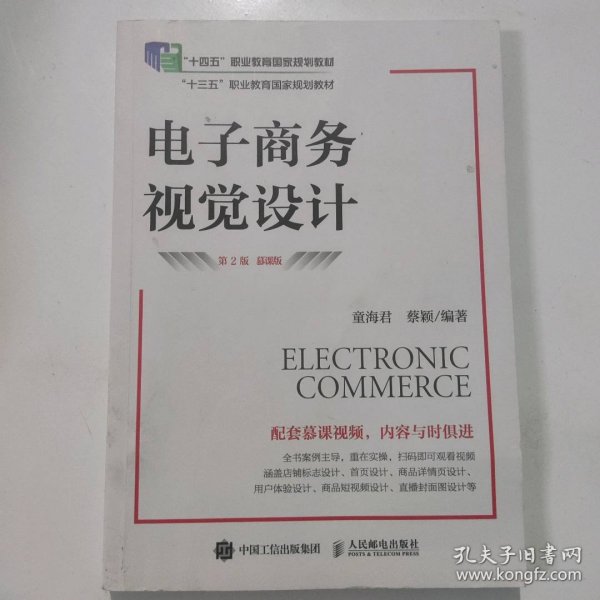 “十四五”职业教育国家规划教材
“十三五”职业教育国家规划教材
电子商务
视觉设计
第2版 慕课版
童海君 蔡颖/编著
ELECTRONIC
COMMERCE
配套慕课视频，内容与时俱进
全书案例主导，重在实操，扫码即可观看视频
涵盖店铺标志设计、首页设计、商品详情页设计、
用户体验设计、商品短视频设计、直播封面图设计等
中国工信出版集团 人民邮电出版社
POSTS & TELECOM PRESS
孔夫子旧书网
www.kongfz.com